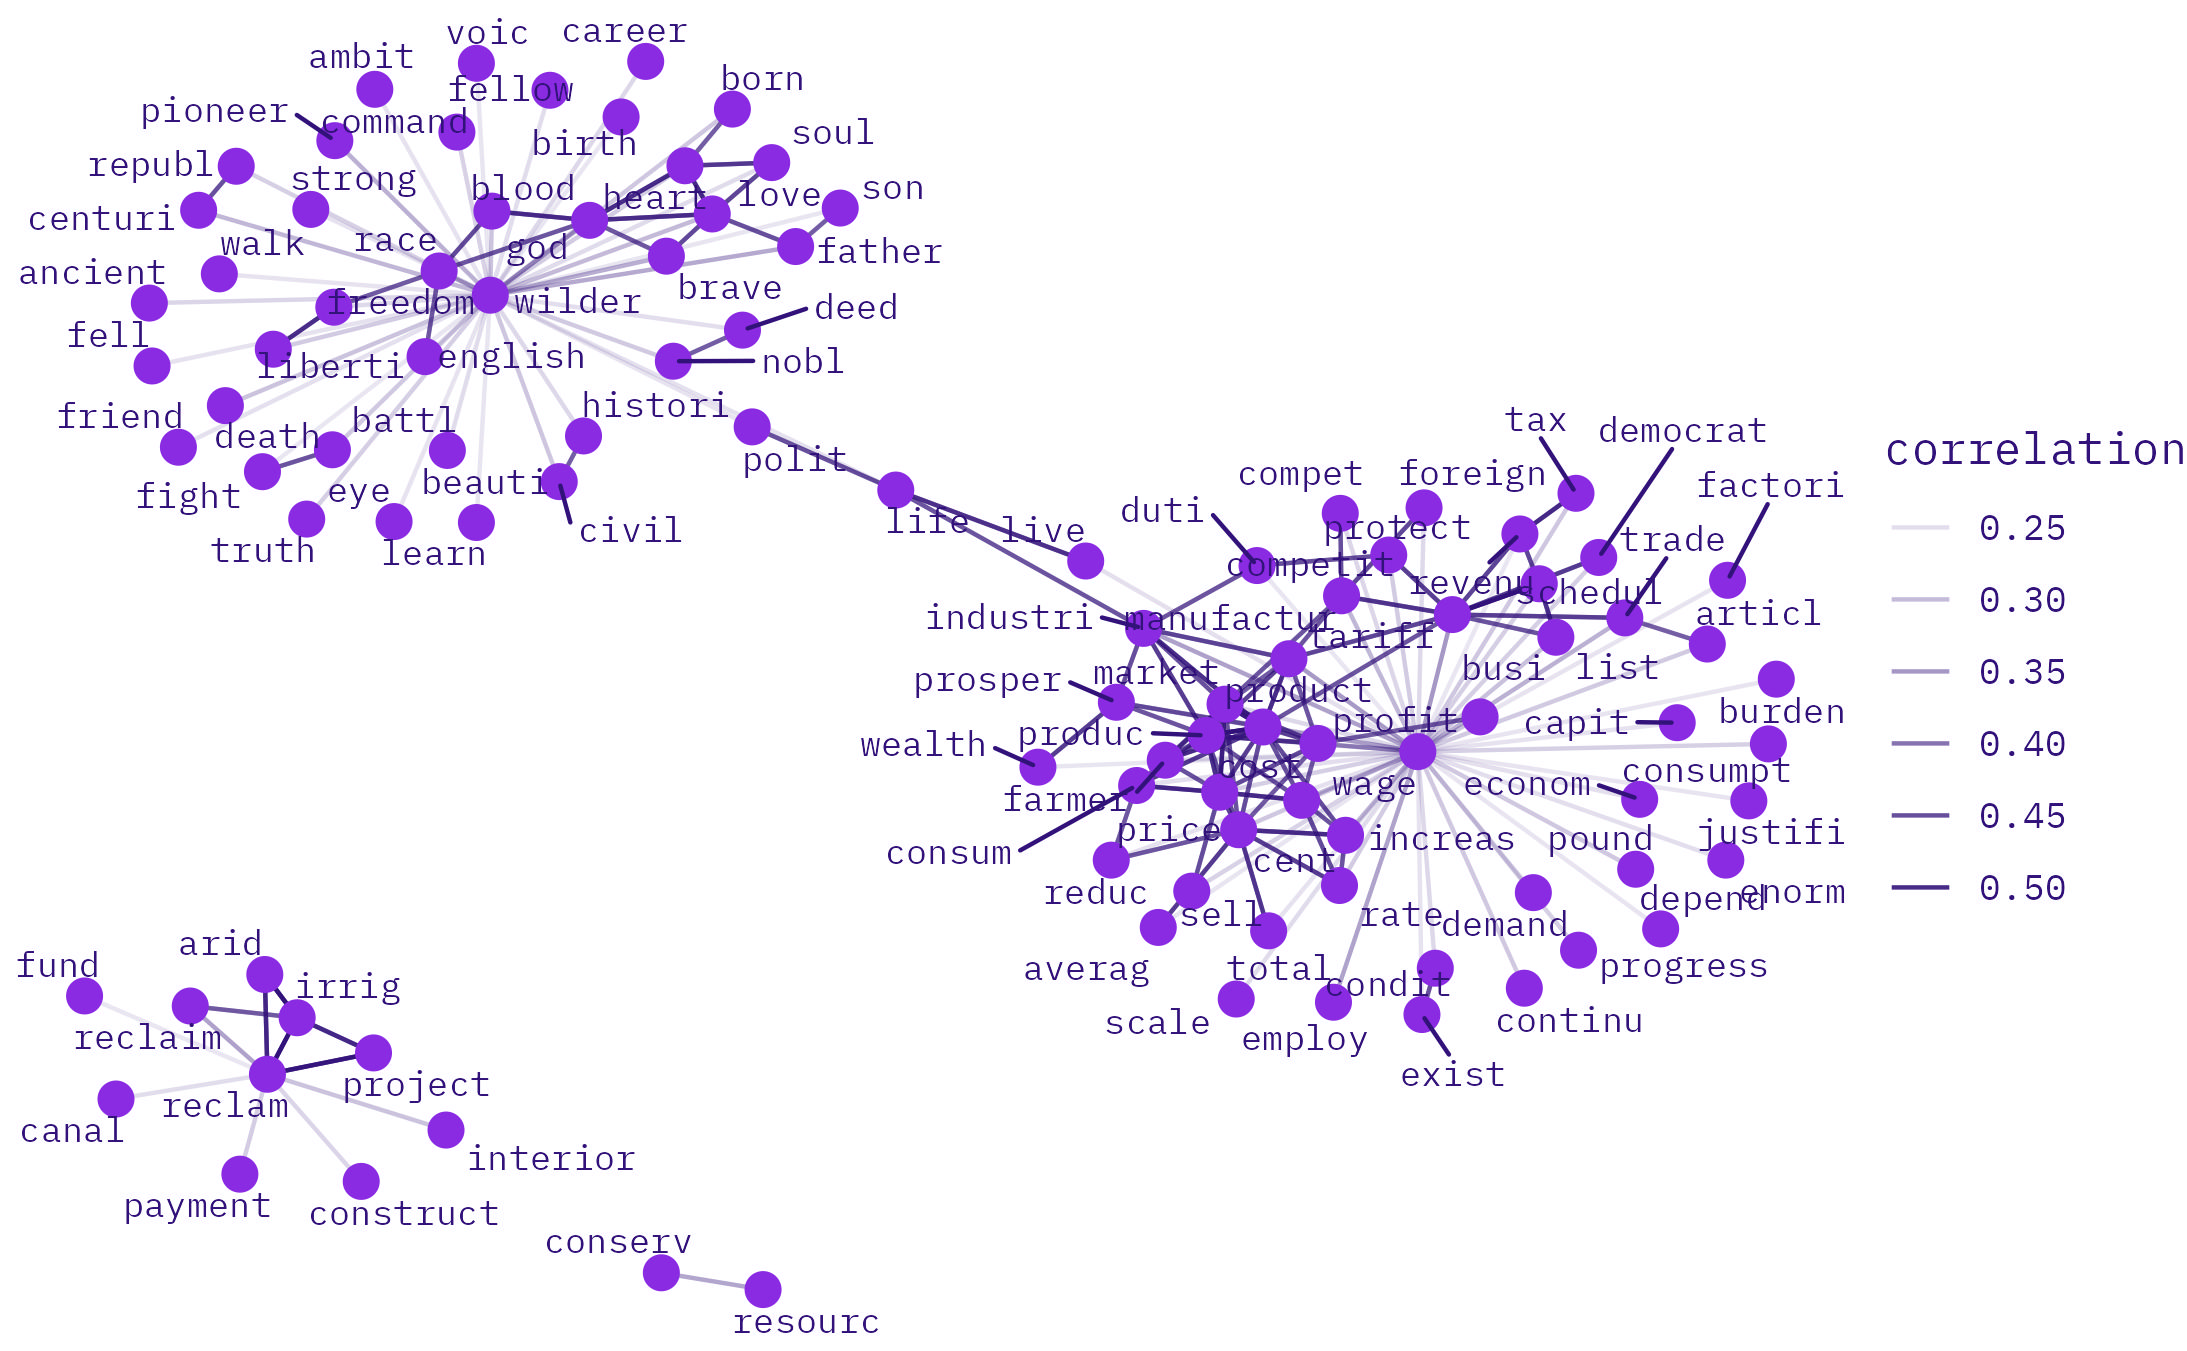 voic
career
ambit
fellow
born
pioneer
command
soul
birth
republ
strong
blood
heart
love
son
centuri
walk
race
god
father
ancient
freedom
wilder
brave
deed
fell
liberti
english
nobl
friend
death
battl
histori
polit
fight
eye
beauti
civil
truth
learn
life
live
tax
democrat
compet
foreign
factori
duti
protect
trade
competit
revenu
schedul
articl
industri
manufactur
tariff
busi
list
prosper
market
product
profit
capit
burden
wealth
produc
cost
wage
econom
consumpt
farmer
price
increas
pound
justifi
consum
cent
reduc
sell
rate
demand
depend
enorm
averag
total
condit
progress
scale
employ
continu
exist
correlation
0.25
0.30
0.35
0.40
0.45
0.50
arid
fund
irrig
reclaim
project
reclam
canal
interior
payment
construct
conserv
resourc